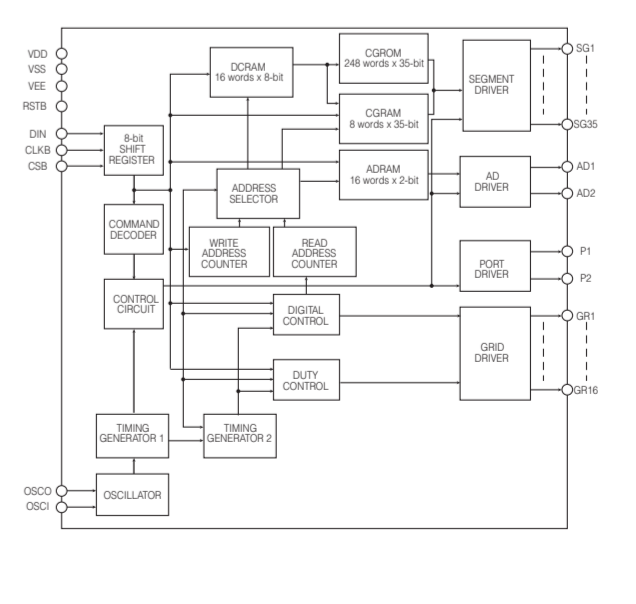 VDD
VSS
VEE
RSTB
DIN
CLKB
CSB
OSCO
OSCI
8-bit
SHIFT
REGISTER
COMMAND
DECODER
CONTROL
CIRCUIT
TIMING
GENERATOR 1
OSCILLATOR
DCRAM
16 words x 8-bit
ADDRESS
SELECTOR
WRITE
ADDRESS
COUNTER
READ
ADDRESS
COUNTER
DIGITAL
CONTROL
DUTY
CONTROL
TIMING
GENERATOR 2
CGROM
248 words x 35-bit
CGRAM
8 words x 35-bit
ADRAM
16 words x 2-bit
SEGMENT
DRIVER
AD
DRIVER
PORT
DRIVER
GRID
DRIVER
SG1
SG35
AD1
AD2
P1
P2
GR1
GR16